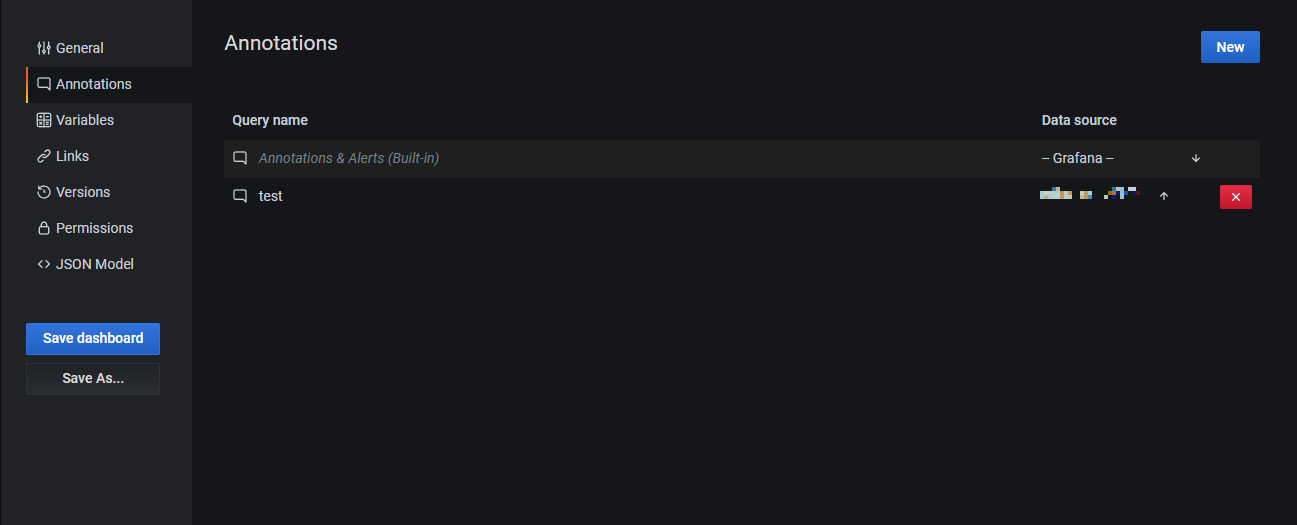 General
Annotations
Variables
Links
Versions
Permissions
JSON Model
Save dashboard
Save As...
Annotations
New
Query name Data source
Annotations & Alerts (Built-in) -- Grafana --
test